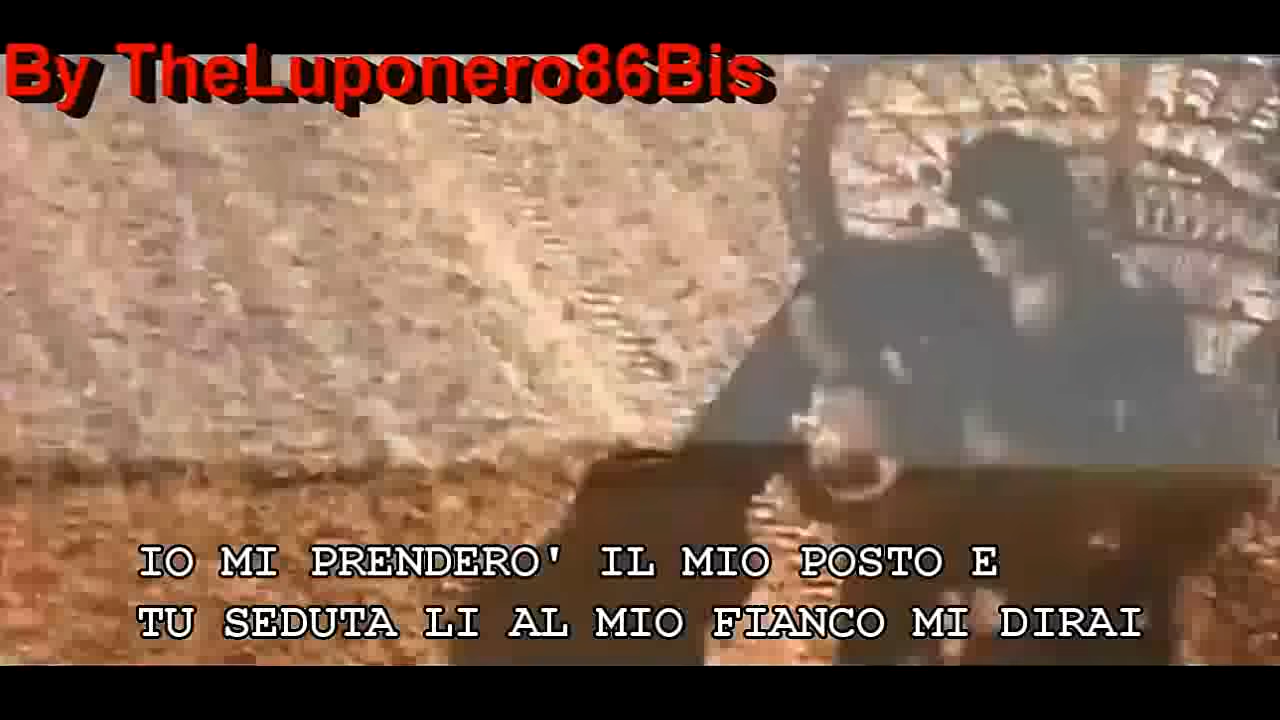 By TheLuponero86Bis
IO MI PRENDERO' IL MIO POSTO E
TU SEDUTA LI AL MIO FIANCO MI DIRAI